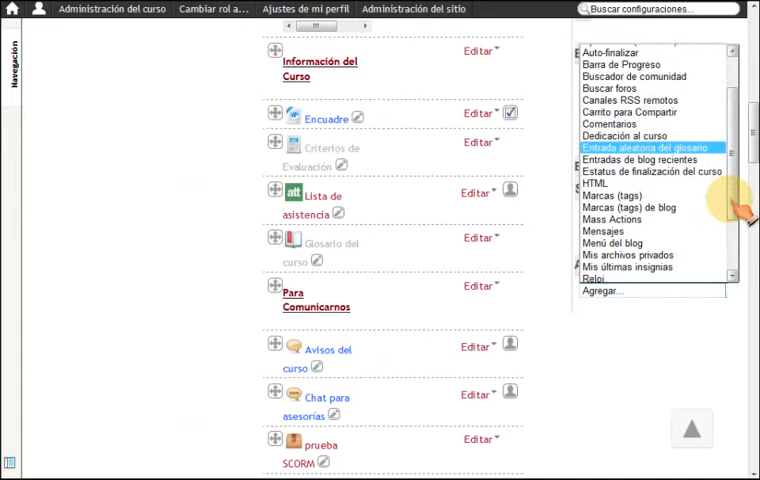 Administración del curso
Cambiar rol a...
Ajustes de mi perfil
Administración del sitio
Buscar configuraciones...
Navegación
Información del
Curso
Editar
Encuadre
Editar
Criterios de
Evaluación
Editar
att
Lista de
asistencia
Editar
Glosario del
curso
Editar
Para
Comunicarnos
Editar
Avisos del
curso
Editar
Chat para
asesorías
Editar
prueba
SCORM
Editar
Auto-finalizar
Barra de Progreso
Buscador de comunidad
Buscar foros
Canales RSS remotos
Carrito para Compartir
Comentarios
Dedicación al curso
Entrada aleatoria del glosario
Entradas de blog recientes
Estatus de finalización del curso
HTML
Marcas (tags)
Marcas (tags) de blog
Mass Actions
Mensajes
Menú del blog
Mis archivos privados
Mis últimas insignias
Reloj
Agregar...